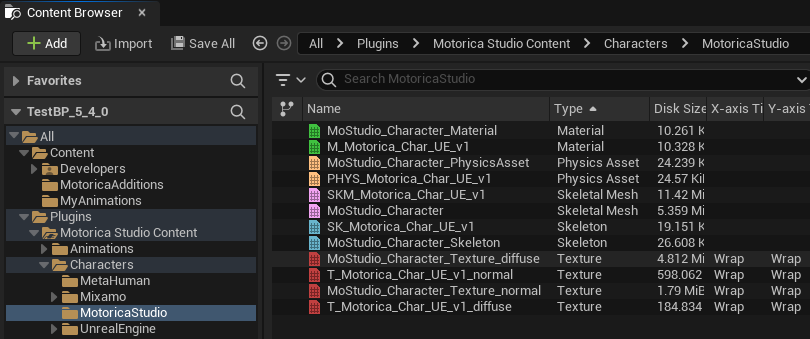 Content Browser
Add Import Save All All Plugins Motorica Studio Content Characters MotoricaStudio
Favorites
Search MotoricaStudio
TestBP_5_4_0
Name Type Disk Size X-axis Ti Y-axis T
All
Content
Developers
MotoricaAdditions
MyAnimations
Plugins
Motorica Studio Content
Animations
Characters
MetaHuman
Mixamo
MotoricaStudio
UnrealEngine
MoStudio_Character_Material Material 10.261 K
M_Motorica_Char_UE_v1 Material 10.328 K
MoStudio_Character_PhysicsAsset Physics Asset 24.239 K
PHYS_Motorica_Char_UE_v1 Physics Asset 24.57 Ki
SKM_Motorica_Char_UE_v1 Skeletal Mesh 11.42 Mi
MoStudio_Character Skeletal Mesh 5.359 Mi
SK_Motorica_Char_UE_v1 Skeleton 19.151 K
MoStudio_Character_Skeleton Skeleton 26.608 K
MoStudio_Character_Texture_diffuse Texture 4.812 Mi Wrap Wrap
T_Motorica_Char_UE_v1_normal Texture 598.062 Wrap Wrap
MoStudio_Character_Texture_normal Texture 1.79 MiB Wrap Wrap
T_Motorica_Char_UE_v1_diffuse Texture 184.834 Wrap Wrap